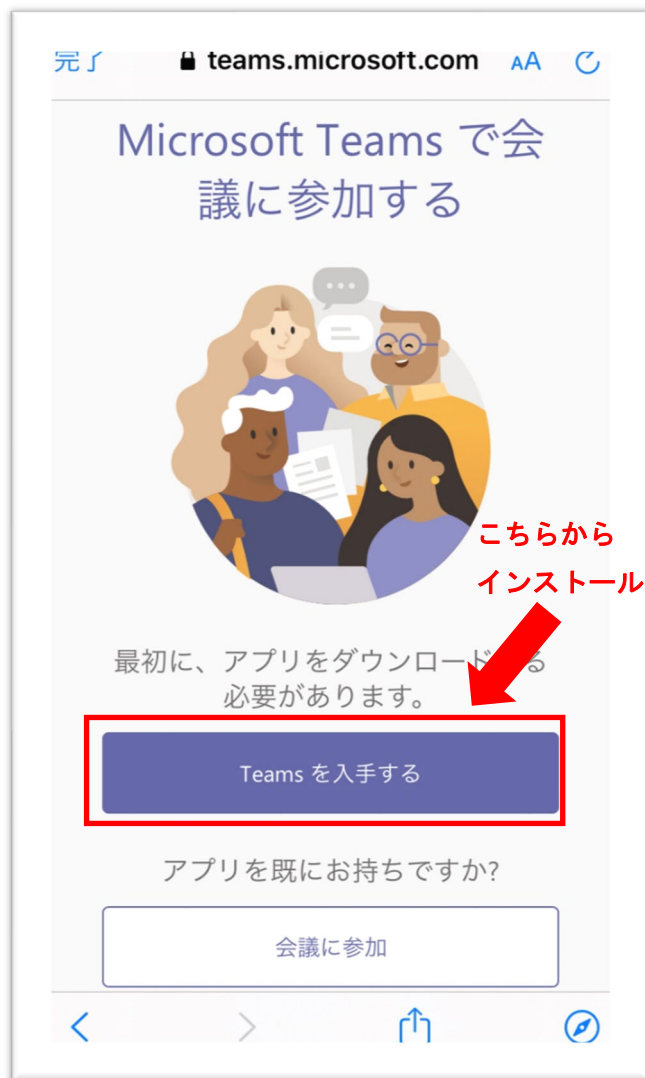 完了 teams.microsoft.com AA
Microsoft Teams で会
議に参加する
こちらから
インストール
最初に、アプリをダウンロード る
必要があります。
Teams を入手する
アプリを既にお持ちですか?
会議に参加